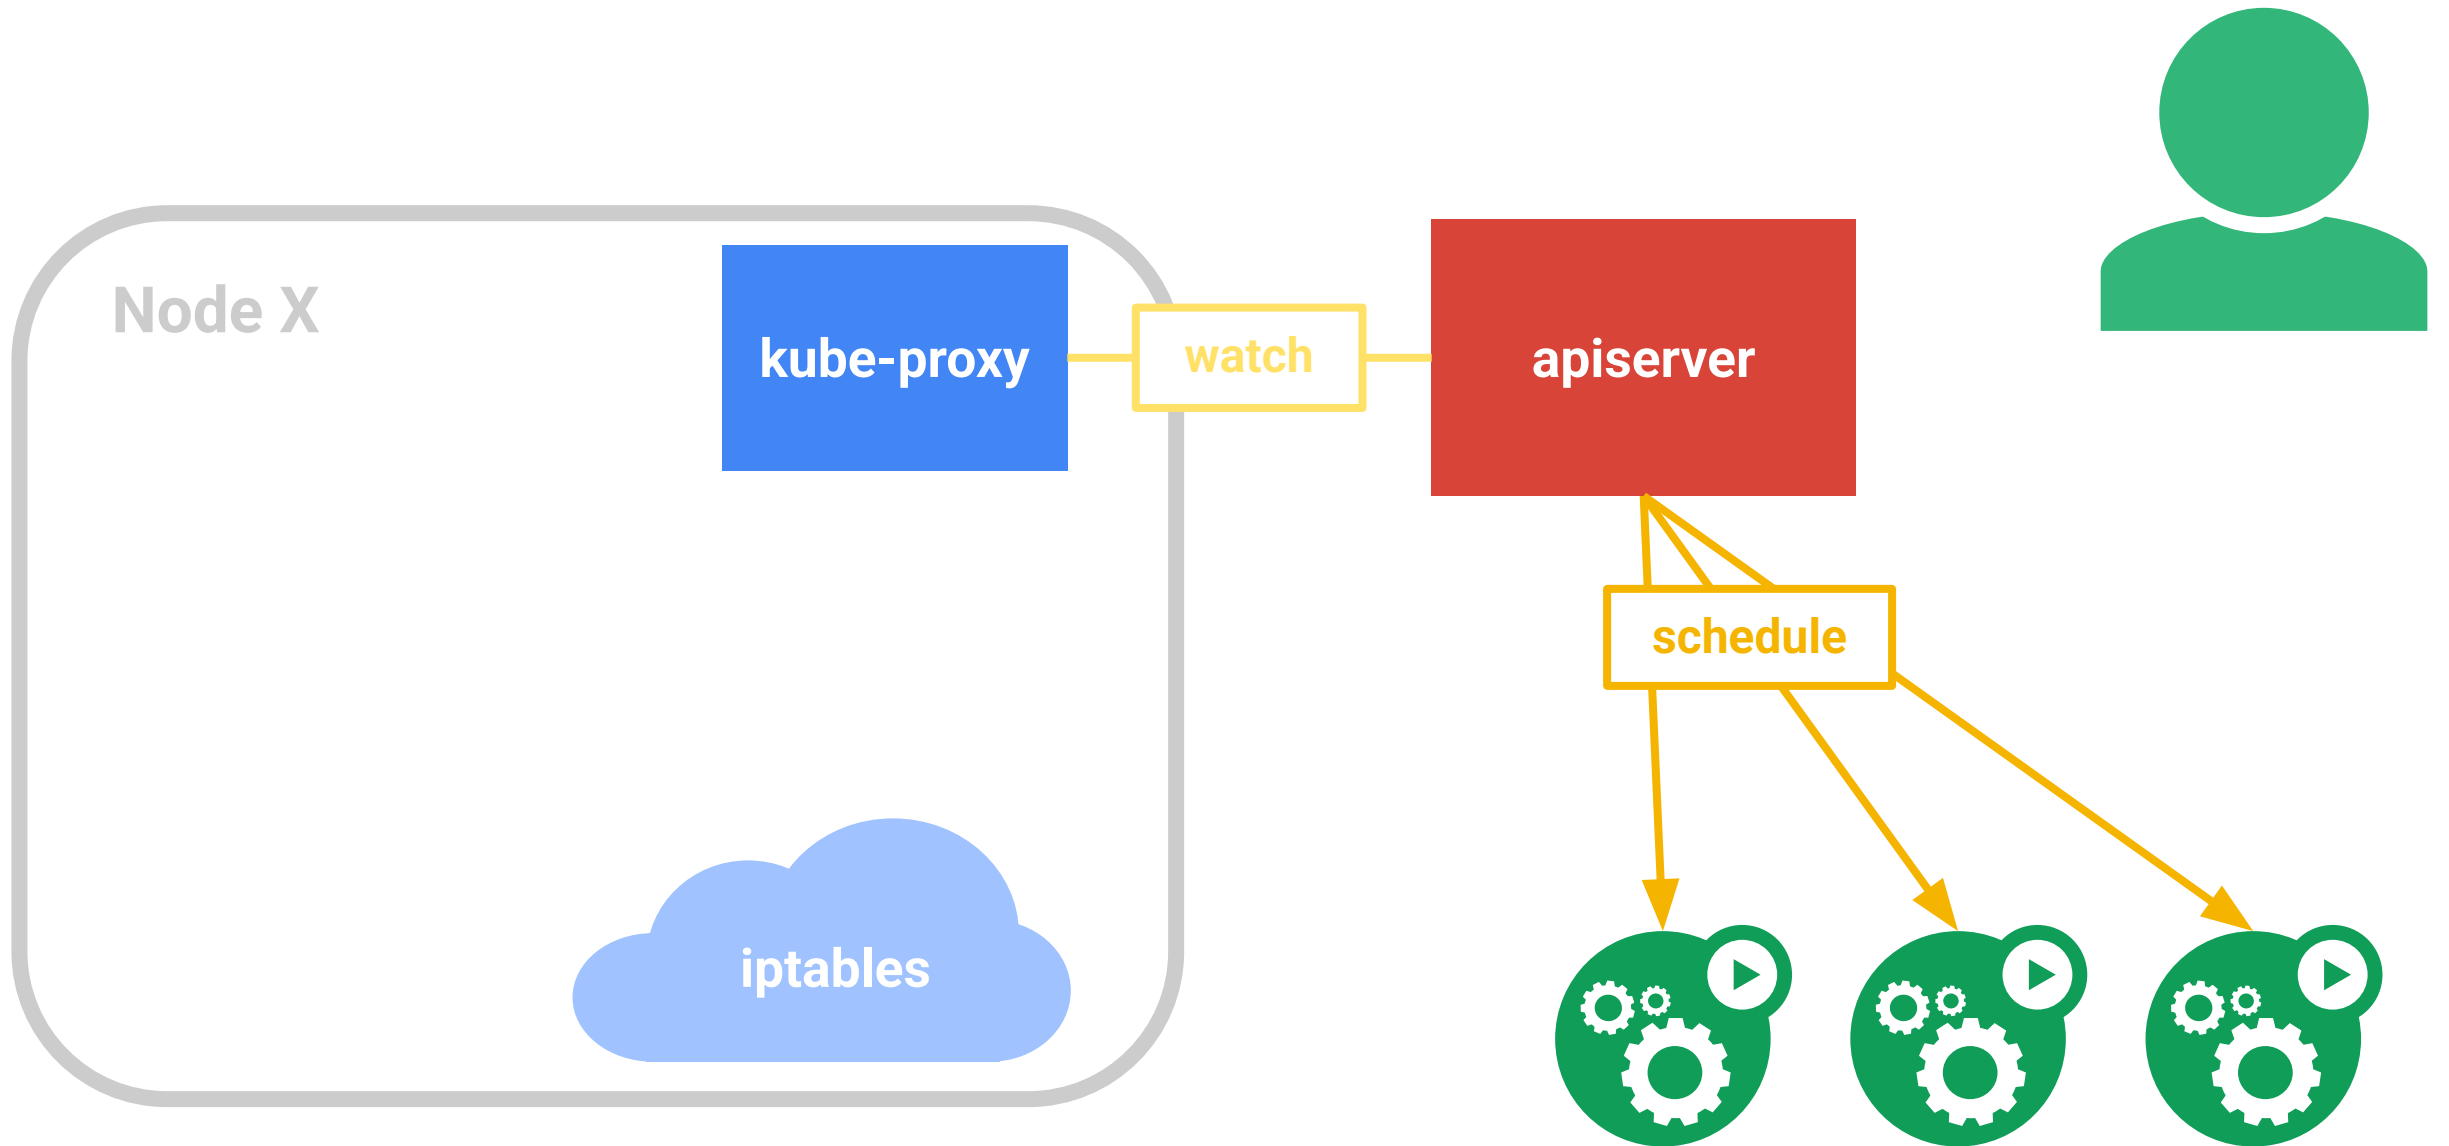 Node X
kube-proxy
watch
apiserver
schedule
iptables